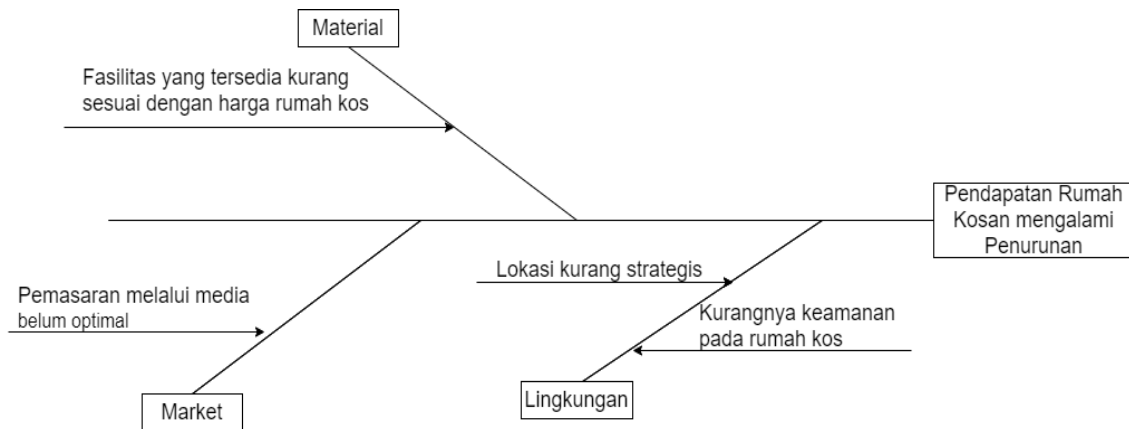 Material
Fasilitas yang tersedia kurang
sesuai dengan harga rumah kos
Pendapatan Rumah
Kosan mengalami
Penurunan
Lokasi kurang strategis
Pemasaran melalui media
belum optimal
Kurangnya keamanan
pada rumah kos
Market
Lingkungan